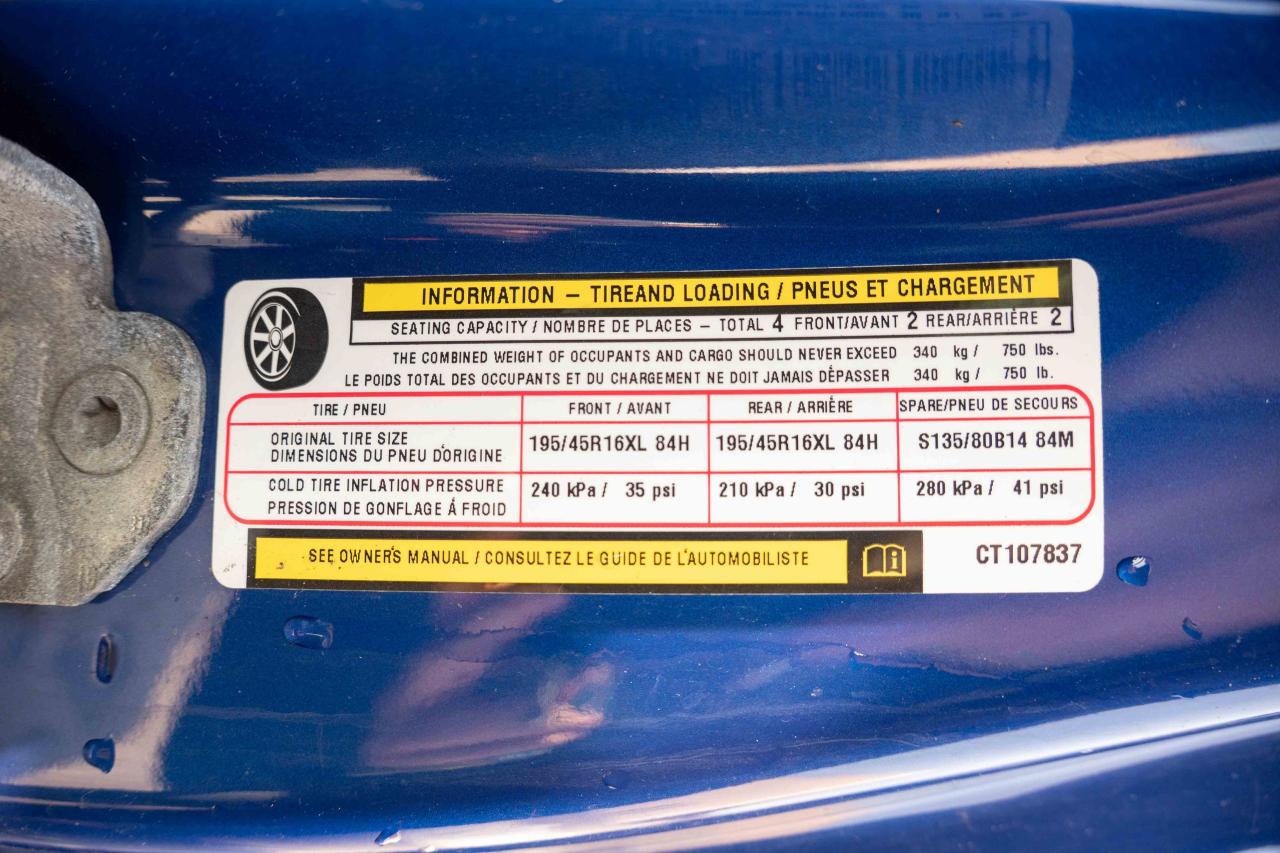 INFORMATION – TIREAND LOADING / PNEUS ET CHARGEMENT
SEATING CAPACITY / NOMBRE DE PLACES – TOTAL 4 FRONT/AVANT 2 REAR/ARRIÈRE 2
THE COMBINED WEIGHT OF OCCUPANTS AND CARGO SHOULD NEVER EXCEED 340 kg / 750 lbs.
LE POIDS TOTAL DES OCCUPANTS ET DU CHARGEMENT NE DOIT JAMAIS DÉPASSER 340 kg / 750 lb.
TIRE / PNEU FRONT / AVANT REAR / ARRIÈRE SPARE/PNEU DE SECOURS
ORIGINAL TIRE SIZE
DIMENSIONS DU PNEU D'ORIGINE 195/45R16XL 84H 195/45R16XL 84H S135/80B14 84M
COLD TIRE INFLATION PRESSURE
PRESSION DE GONFLAGE Á FROID 240 kPa / 35 psi 210 kPa / 30 psi 280 kPa / 41 psi
SEE OWNER'S MANUAL / CONSULTEZ LE GUIDE DE L'AUTOMOBILISTE
CT107837